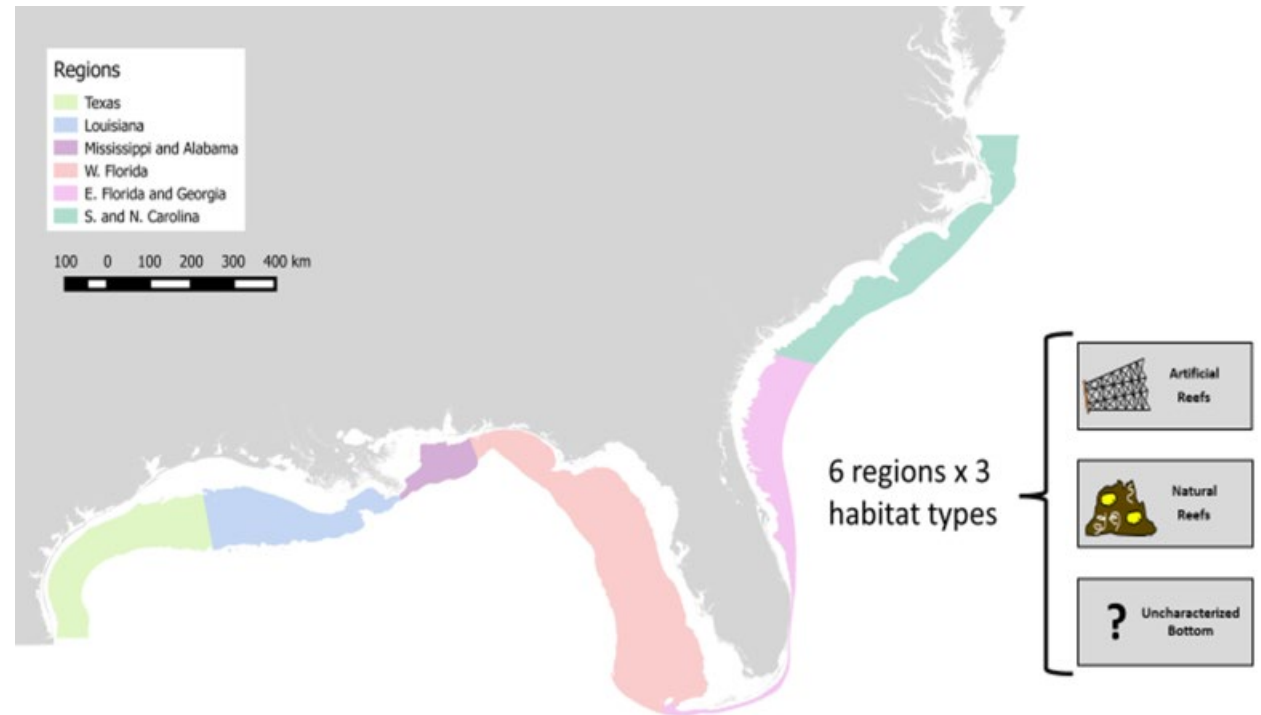 Regions
Texas
Louisiana
Mississippi and Alabama
W. Florida
E. Florida and Georgia
S. and N. Carolina
100 0 100 200 300 400 km
6 regions x 3
habitat types
Artificial
Reefs
Natural
Reefs
?
Uncharacterized
Bottom